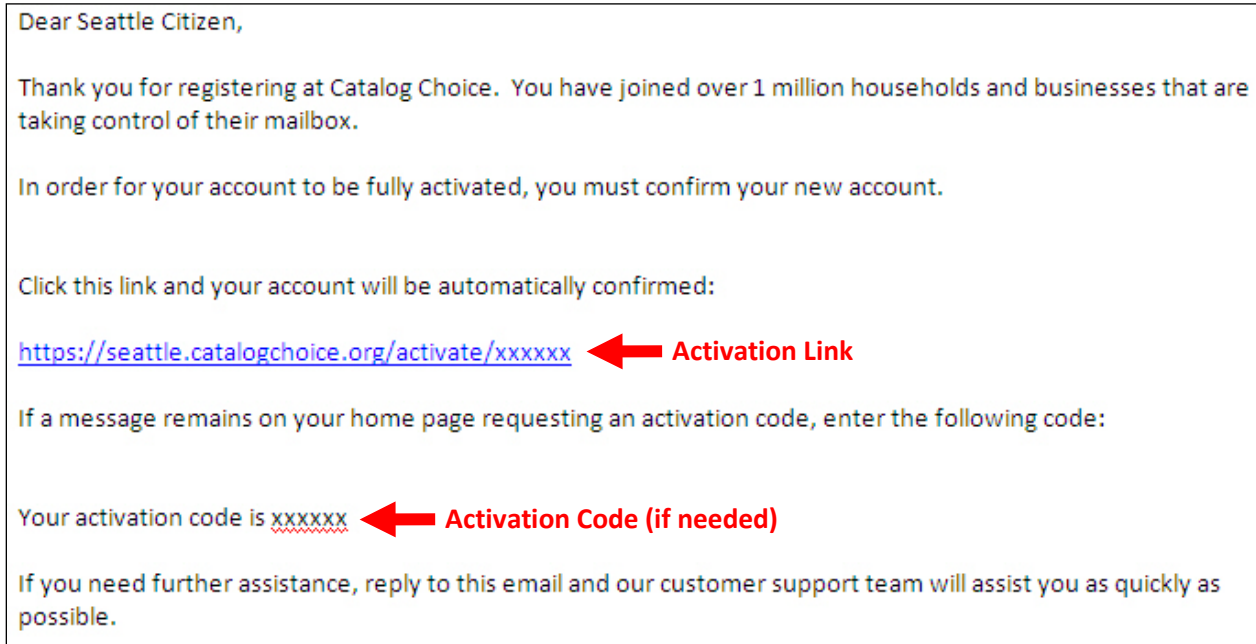 Dear Seattle Citizen,
Thank you for registering at Catalog Choice.  You have joined over 1 million households and businesses that are
taking control of their mailbox.
In order for your account to be fully activated, you must confirm your new account.
Click this link and your account will be automatically confirmed:
https://seattle.catalogchoice.org/activate/xxxxxx Activation Link
If a message remains on your home page requesting an activation code, enter the following code:
Your activation code is xxxxxx Activation Code (if needed)
If you need further assistance, reply to this email and our customer support team will assist you as quickly as
possible.